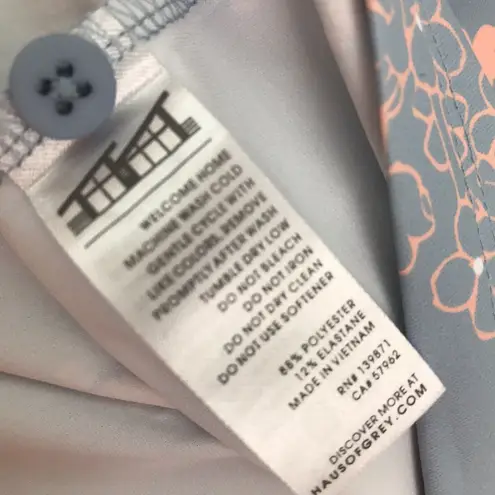 WELCOME HOME
MACHINE WASH COLD
GENTLE CYCLE WITH
LIKE COLORS. REMOVE
PROMPTLY AFTER WASH
TUMBLE DRY LOW
DO NOT BLEACH
DO NOT IRON
DO NOT DRY CLEAN
DO NOT USE SOFTENER
88% POLYESTER
12% ELASTANE
MADE IN VIETNAM
RN# 139871
CA# 57962
DISCOVER MORE AT
HAUSOFGREY.COM